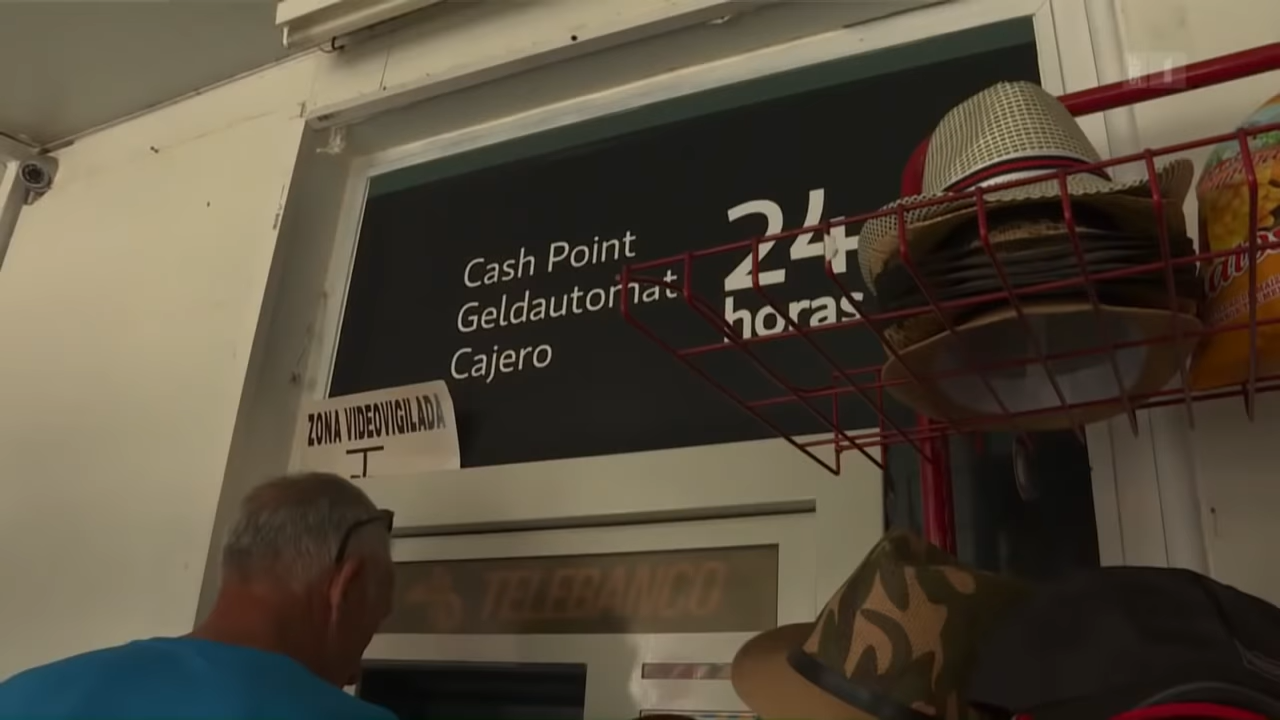 Cash Point
Geldautomat
Cajero
24
horas
ZONA VIDEOVIGILADA
TELEBANCO